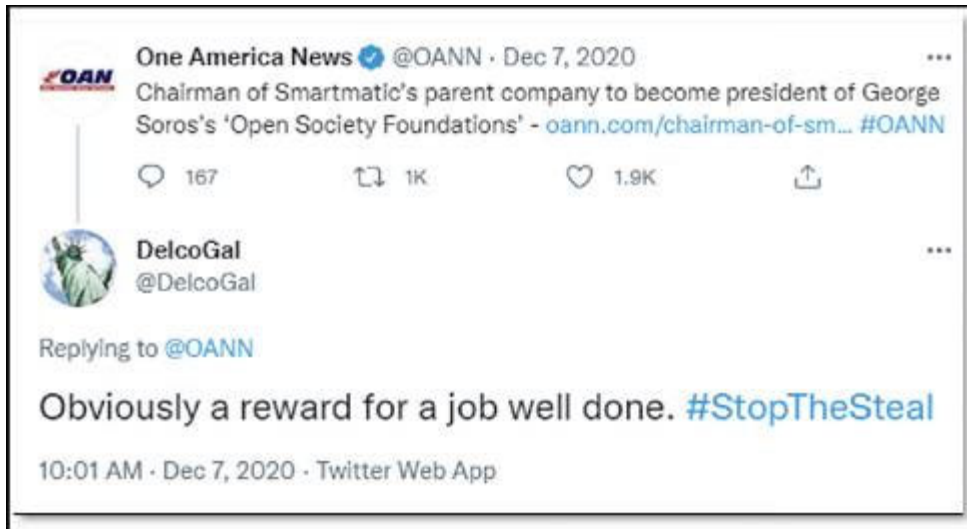 One America News @OANN · Dec 7, 2020
OAN
Chairman of Smartmatic's parent company to become president of George
Soros's 'Open Society Foundations' - oann.com/chairman-of-sm... #OANN
167 1K 1.9K
DelcoGal
@DelcoGal
Replying to @OANN
Obviously a reward for a job well done. #StopTheSteal
10:01 AM · Dec 7, 2020 · Twitter Web App